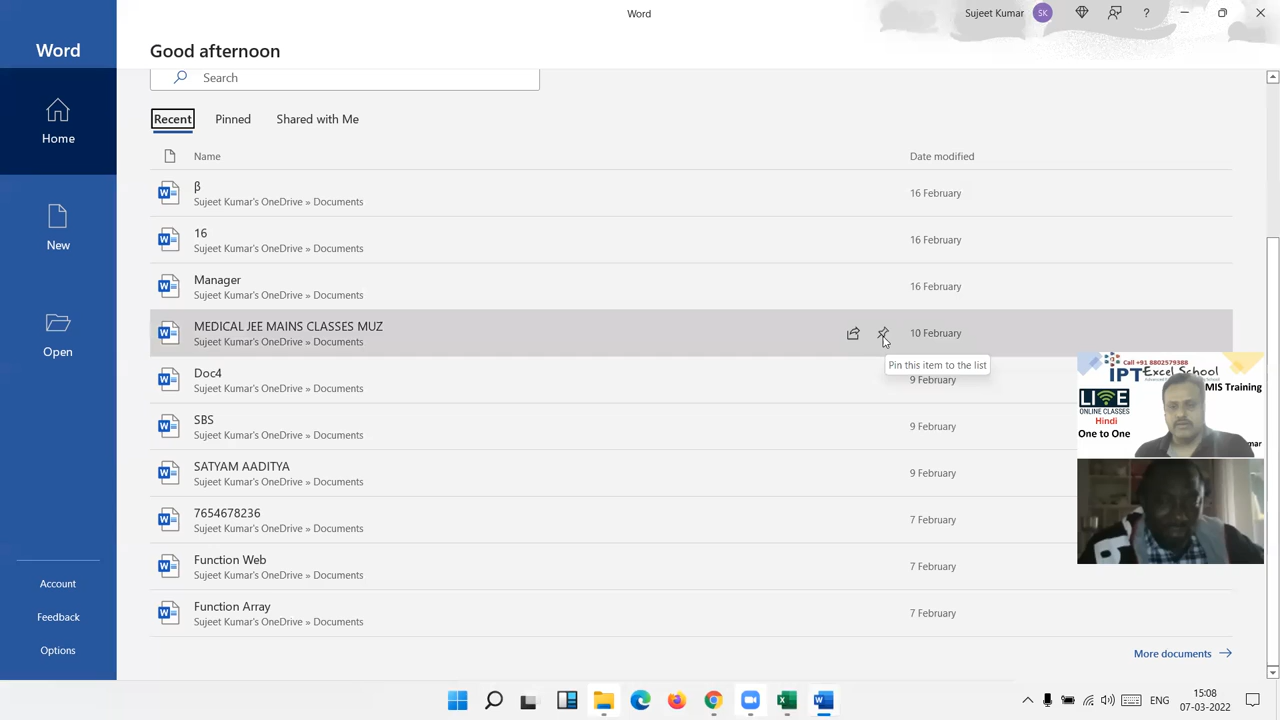 Word
Sujeet Kumar
SK
?
Word
Good afternoon
Search
Home
New
Open
Account
Feedback
Options
Recent
Pinned
Shared with Me
Name
Date modified
β
Sujeet Kumar's OneDrive » Documents
16 February
16
Sujeet Kumar's OneDrive » Documents
16 February
Manager
Sujeet Kumar's OneDrive » Documents
16 February
MEDICAL JEE MAINS CLASSES MUZ
Sujeet Kumar's OneDrive » Documents
10 February
Pin this item to the list
Doc4
Sujeet Kumar's OneDrive » Documents
9 February
SBS
Sujeet Kumar's OneDrive » Documents
9 February
SATYAM AADITYA
Sujeet Kumar's OneDrive » Documents
9 February
7654678236
Sujeet Kumar's OneDrive » Documents
7 February
Function Web
Sujeet Kumar's OneDrive » Documents
7 February
Function Array
Sujeet Kumar's OneDrive » Documents
7 February
More documents
Call +91 8802579388
IPT Excel School
MIS Training
LIVE
ONLINE CLASSES
Hindi
One to One
ENG
15:08
07-03-2022